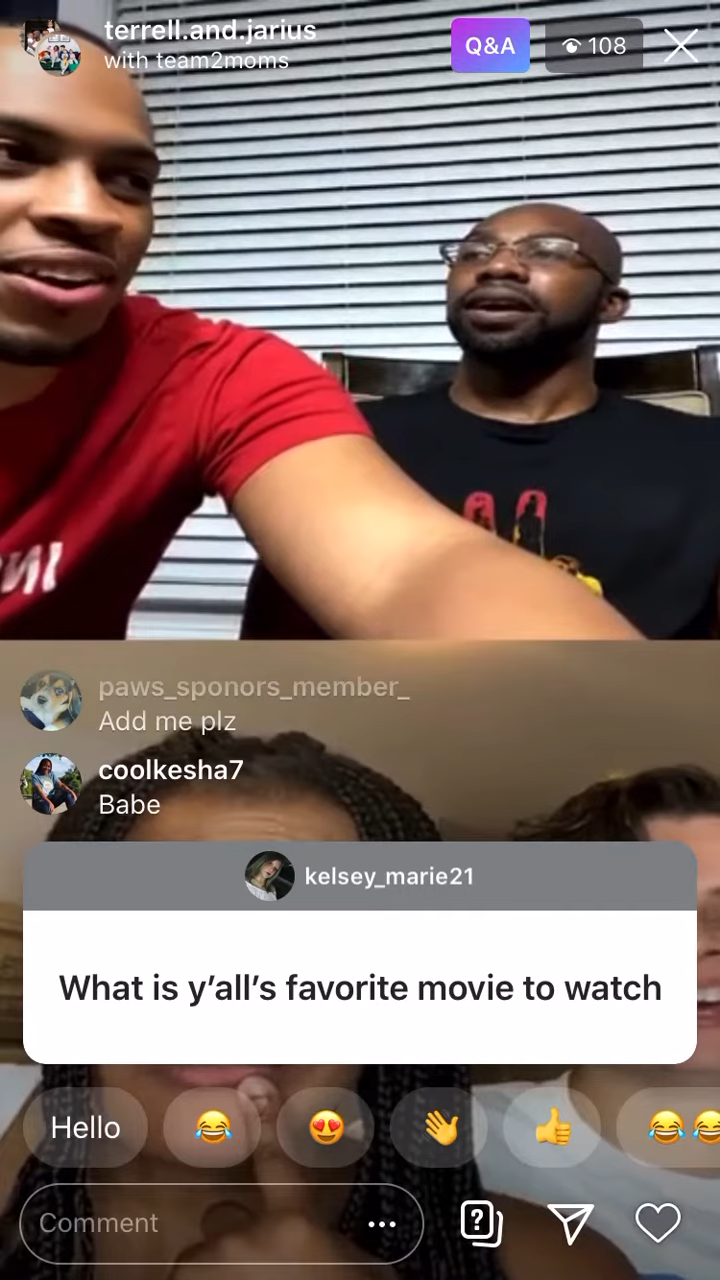 terrell.and.jarius
with team2moms
Q&A
108
paws_sponors_member_
Add me plz
coolkesha7
Babe
kelsey_marie21
What is y’all’s favorite movie to watch
Hello
Comment